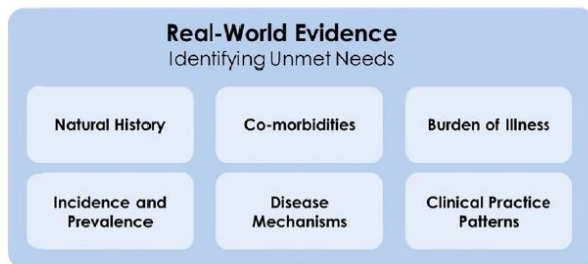 Real-World Evidence
Identifying Unmet Needs
Natural History
Co-morbidities
Burden of Illness
Incidence and
Prevalence
Disease
Mechanisms
Clinical Practice
Patterns